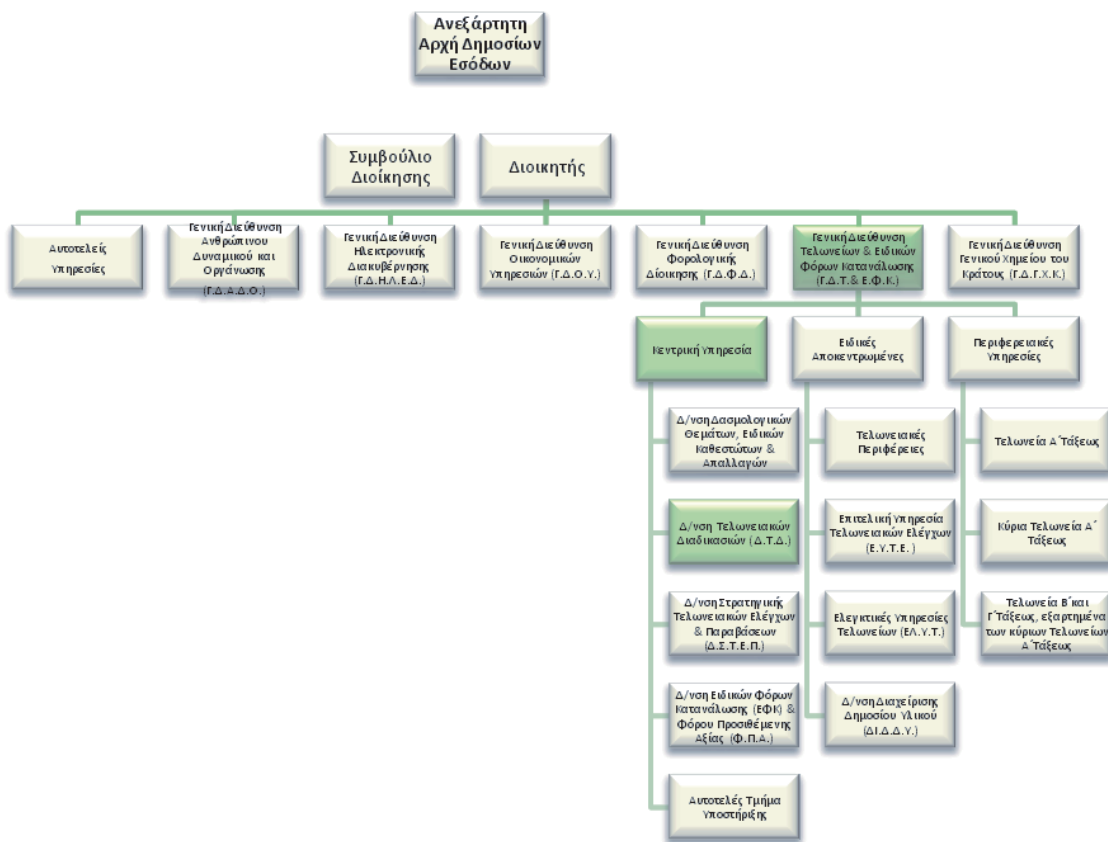 Ανεξάρτητη
Αρχή Δημοσίων
Εσόδων
Συμβούλιο
Διοίκησης
Διοικητής
Αυτοτελείς
Υπηρεσίες
Γενική Διεύθυνση
Ανθρώπινου
Δυναμικού και
Οργάνωσης
(Γ.Δ.Α.Δ.Ο.)
Γενική Διεύθυνση
Ηλεκτρονικής
Διακυβέρνησης
(Γ.Δ.Η.Λ.Ε.Δ.)
Γενική Διεύθυνση
Οικονομικών
Υπηρεσιών (Γ.Δ.Ο.Υ.)
Γενική Διεύθυνση
Φορολογικής
Δίοικησης (Γ.Δ.Φ.Δ.)
Γενική Διεύθυνση
Τελωνείων & Ειδικών
Φόρων Κατανάλωσης
(Γ.Δ.Τ.& Ε.Φ.Κ.)
Γενική Διεύθυνση
Γενικού Χημείου του
Κράτους (Γ.Δ.Γ.Χ.Κ.)
Κεντρική Υπηρεσία
Ειδικές
Αποκεντρωμένες
Περιφερειακές
Υπηρεσίες
Δ/νση Δασμολογικών
Θεμάτων, Ειδικών
Καθεστώτων &
Απαλλαγών
Τελωνειακές
Περιφέρειες
Τελωνεία Α΄Τάξεως
Δ/νση Τελωνειακών
Διαδικασιών (Δ.Τ.Δ.)
Επιτελική Υπηρεσία
Τελωνειακών Ελέγχων
(Ε.Υ.Τ.Ε.)
Κύρια Τελωνεία Α΄
Τάξεως
Δ/νση Στρατηγικής
Τελωνειακών Ελέγχων
& Παραβάσεων
(Δ.Σ.Τ.Ε.Π.)
Ελεγκτικές Υπηρεσίες
Τελωνείων (ΕΛ.Υ.Τ.)
Τελωνεία Β΄και
Γ΄Τάξεως, εξαρτημένα
των κύριων Τελωνείων
Α΄Τάξεως
Δ/νση Ειδικών Φόρων
Κατανάλωσης (ΕΦΚ) &
Φόρου Προσιθέμενης
Αξίας (Φ.Π.Α.)
Δ/νση Διαχείρισης
Δημοσίου Υλικού
(ΔΙ.Δ.Δ.Υ.)
Αυτοτελές Τμήμα
Υποστήριξης